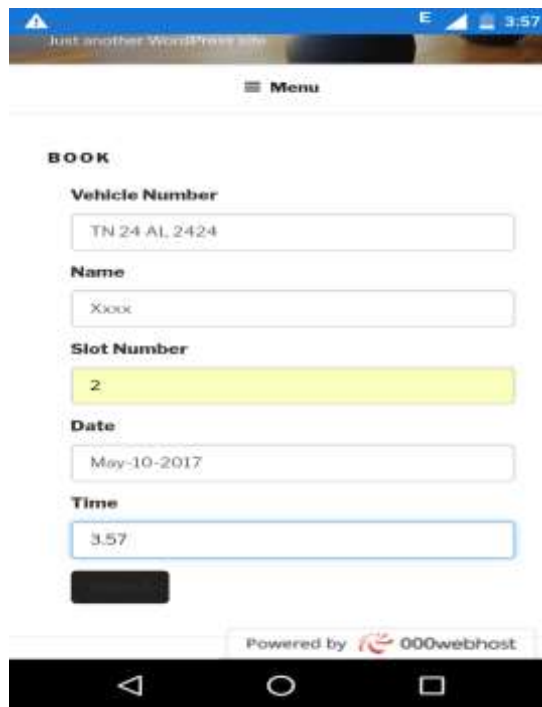 E 3:57
Just another WordPress site
Menu
BOOK
Vehicle Number
TN 24 AL 2424
Name
Xxxx
Slot Number
2
Date
May-10-2017
Time
3.57
Powered by 000webhost